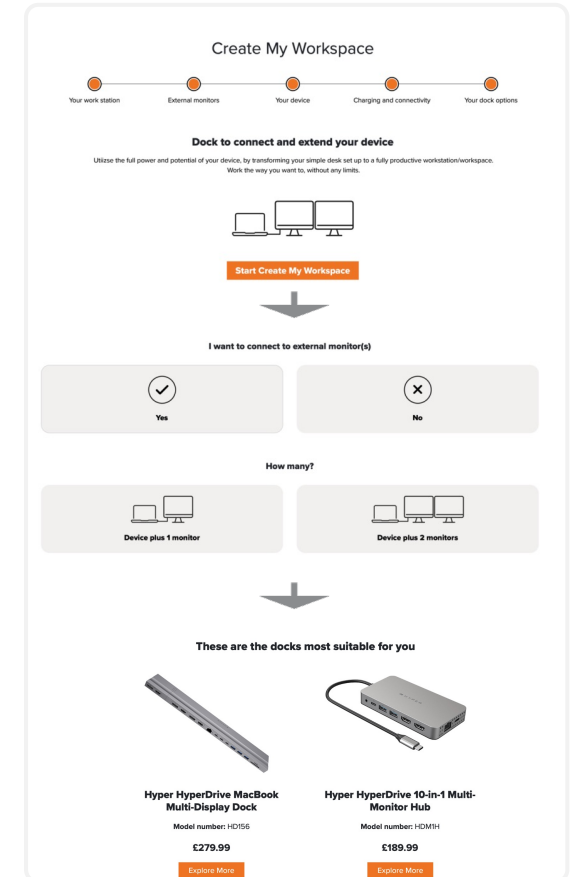 Create My Workspace
Your work station
External monitors
Your device
Charging and connectivity
Your dock options
Dock to connect and extend your device
Utiizse the full power and potential of your device, by transforming your simple desk set up to a fully productive workstation/workspace.
Work the way you want to, without any limits.
Start Create My Workspace
I want to connect to external monitor(s)
Yes
No
How many?
Device plus 1 monitor
Device plus 2 monitors
These are the docks most suitable for you
HYPER
Hyper HyperDrive MacBook
Multi-Display Dock
Model number: HD156
£279.99
Explore More
Hyper HyperDrive 10-in-1 Multi-
Monitor Hub
Model number: HDM1H
£189.99
Explore More